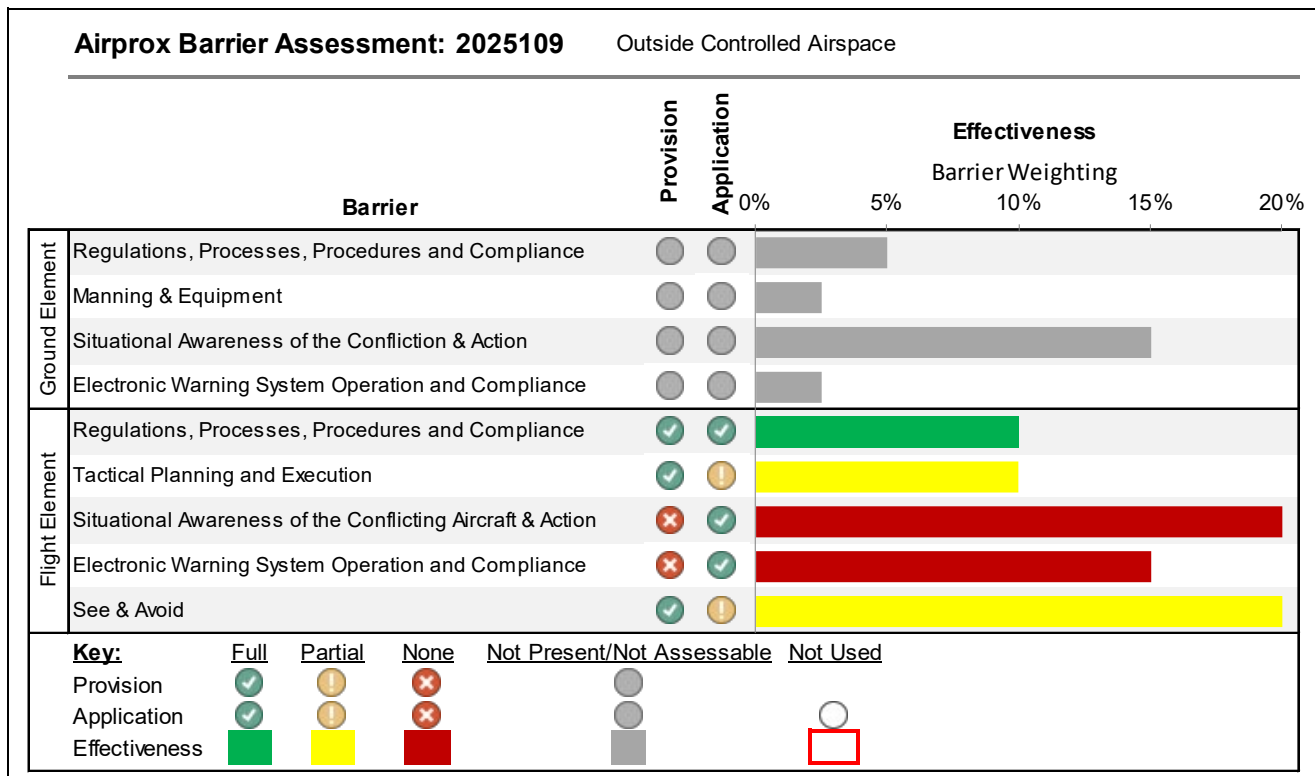 Airprox Barrier Assessment: 2025109 Outside Controlled Airspace
Provision
Application
Effectiveness
Barrier Weighting
Barrier
0% 5% 10% 15% 20%
Ground Element
Regulations, Processes, Procedures and Compliance
Manning & Equipment
Situational Awareness of the Confliction & Action
Electronic Warning System Operation and Compliance
Flight Element
Regulations, Processes, Procedures and Compliance
Tactical Planning and Execution
Situational Awareness of the Conflicting Aircraft & Action
Electronic Warning System Operation and Compliance
See & Avoid
Key: Full Partial None Not Present/Not Assessable Not Used
Provision
Application
Effectiveness